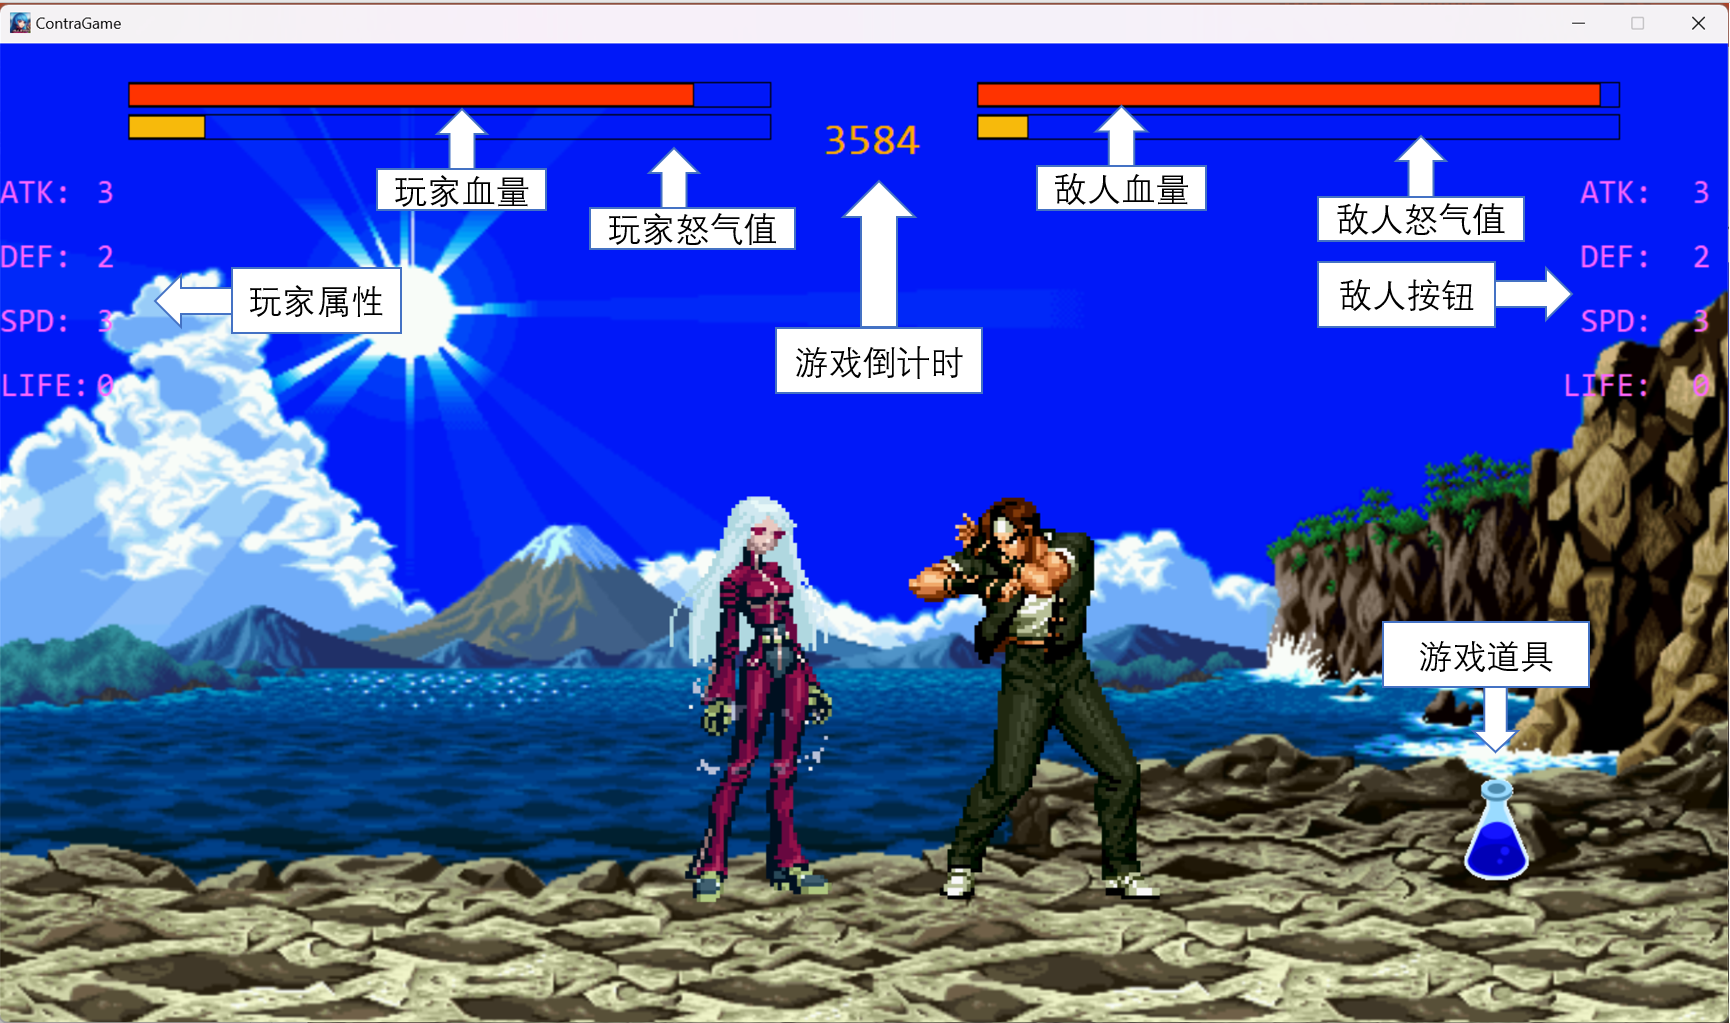 ContraGame
3584
玩家血量
敌人血量
玩家怒气值
敌人怒气值
ATK: 3
ATK: 3
DEF: 2
DEF: 2
玩家属性
敌人按钮
SPD: 3
SPD: 3
游戏倒计时
LIFE: 0
LIFE: 0
游戏道具